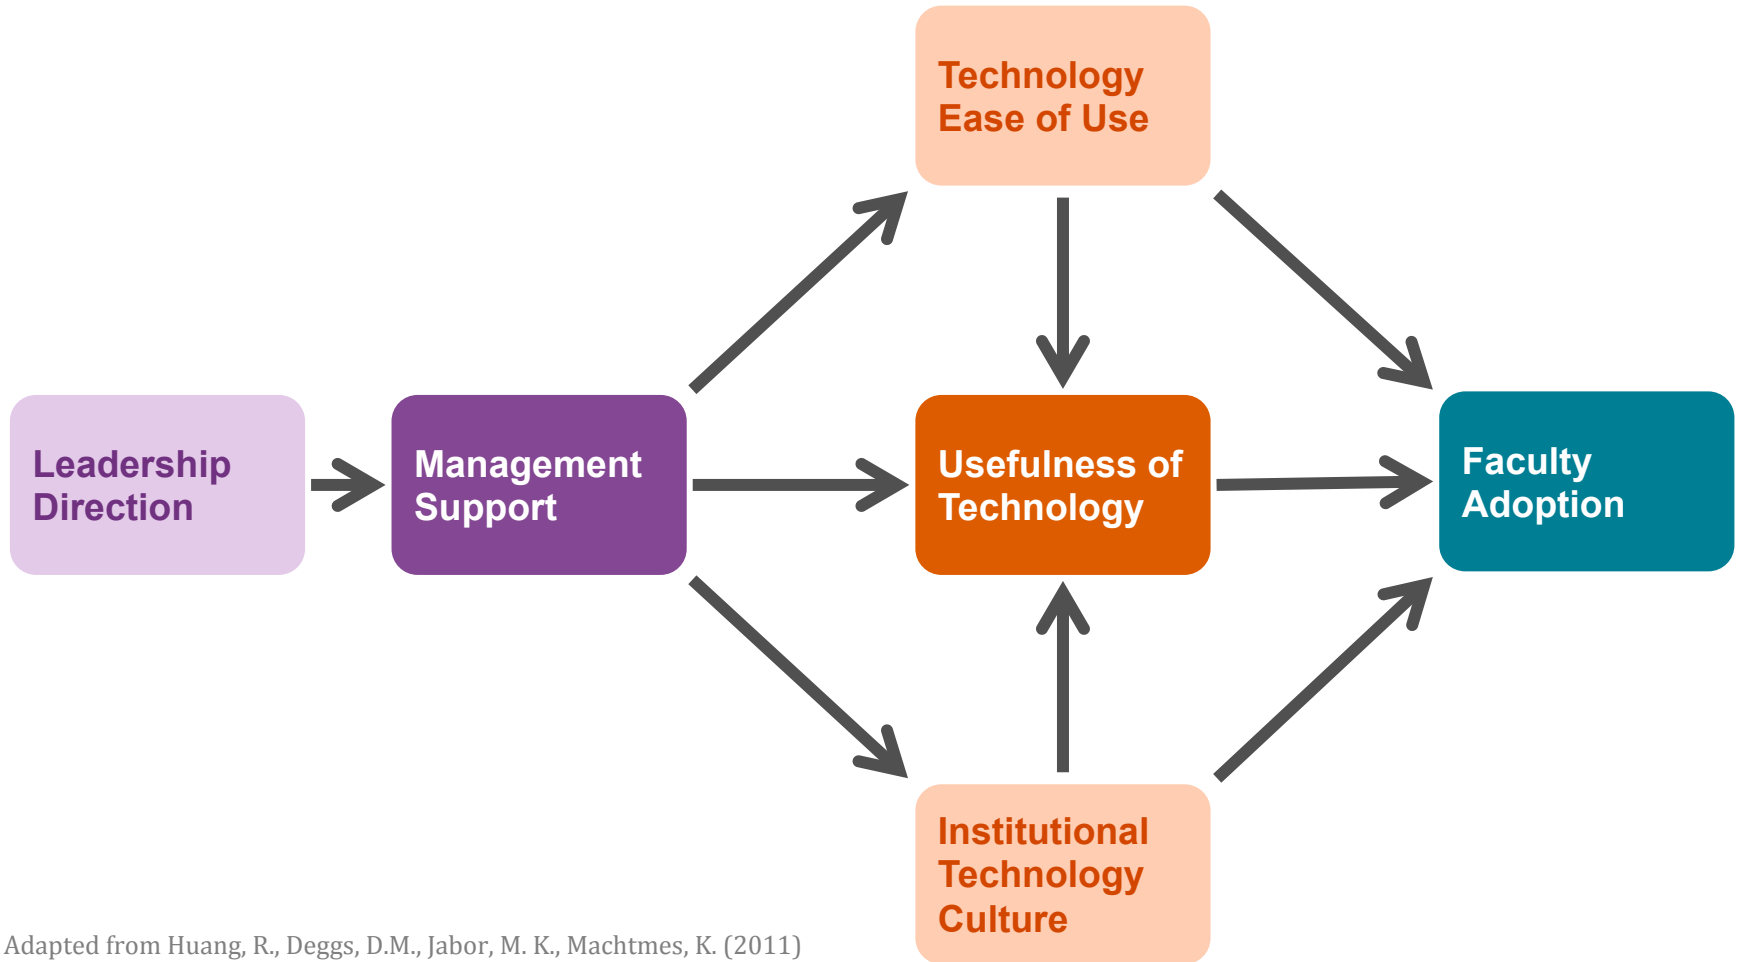 Technology
Ease of Use
Leadership
Direction
Management
Support
Usefulness of
Technology
Faculty
Adoption
Institutional
Technology
Culture
Adapted from Huang, R., Deggs, D.M., Jabor, M. K., Machtmes, K. (2011)